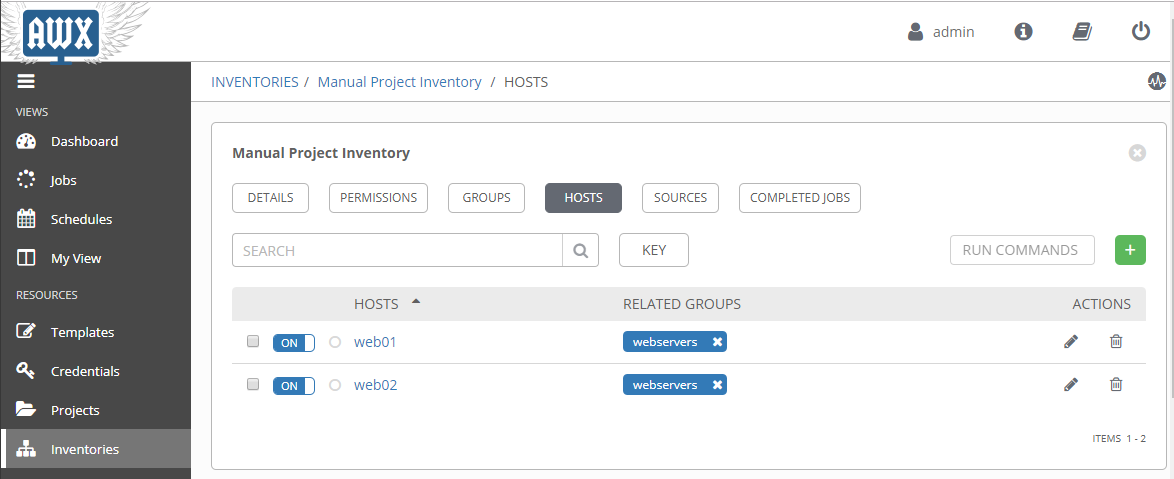 AWX
admin
INVENTORIES / Manual Project Inventory / HOSTS
VIEWS
Dashboard
Jobs
Schedules
My View
RESOURCES
Templates
Credentials
Projects
Inventories
Manual Project Inventory
DETAILS PERMISSIONS GROUPS HOSTS SOURCES COMPLETED JOBS
SEARCH KEY RUN COMMANDS +
HOSTS RELATED GROUPS ACTIONS
ON web01 webservers
ON web02 webservers
ITEMS 1 - 2